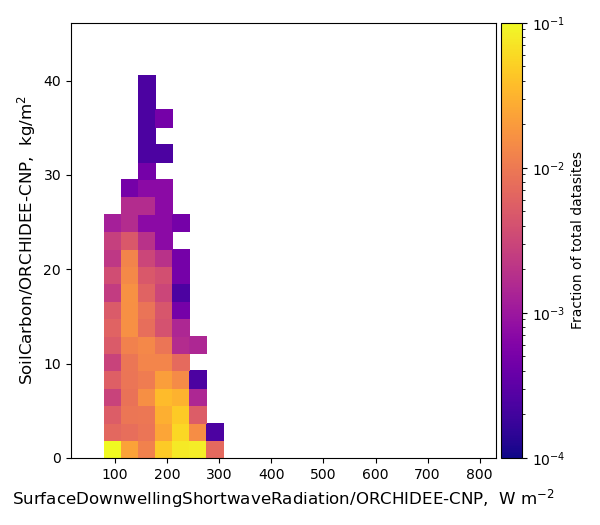 SoilCarbon/ORCHIDEE-CNP, kg/m²
40
30
20
10
0
100 200 300 400 500 600 700 800
SurfaceDownwellingShortwaveRadiation/ORCHIDEE-CNP, W m⁻²
10⁻¹
10⁻²
10⁻³
10⁻⁴
Fraction of total datasites